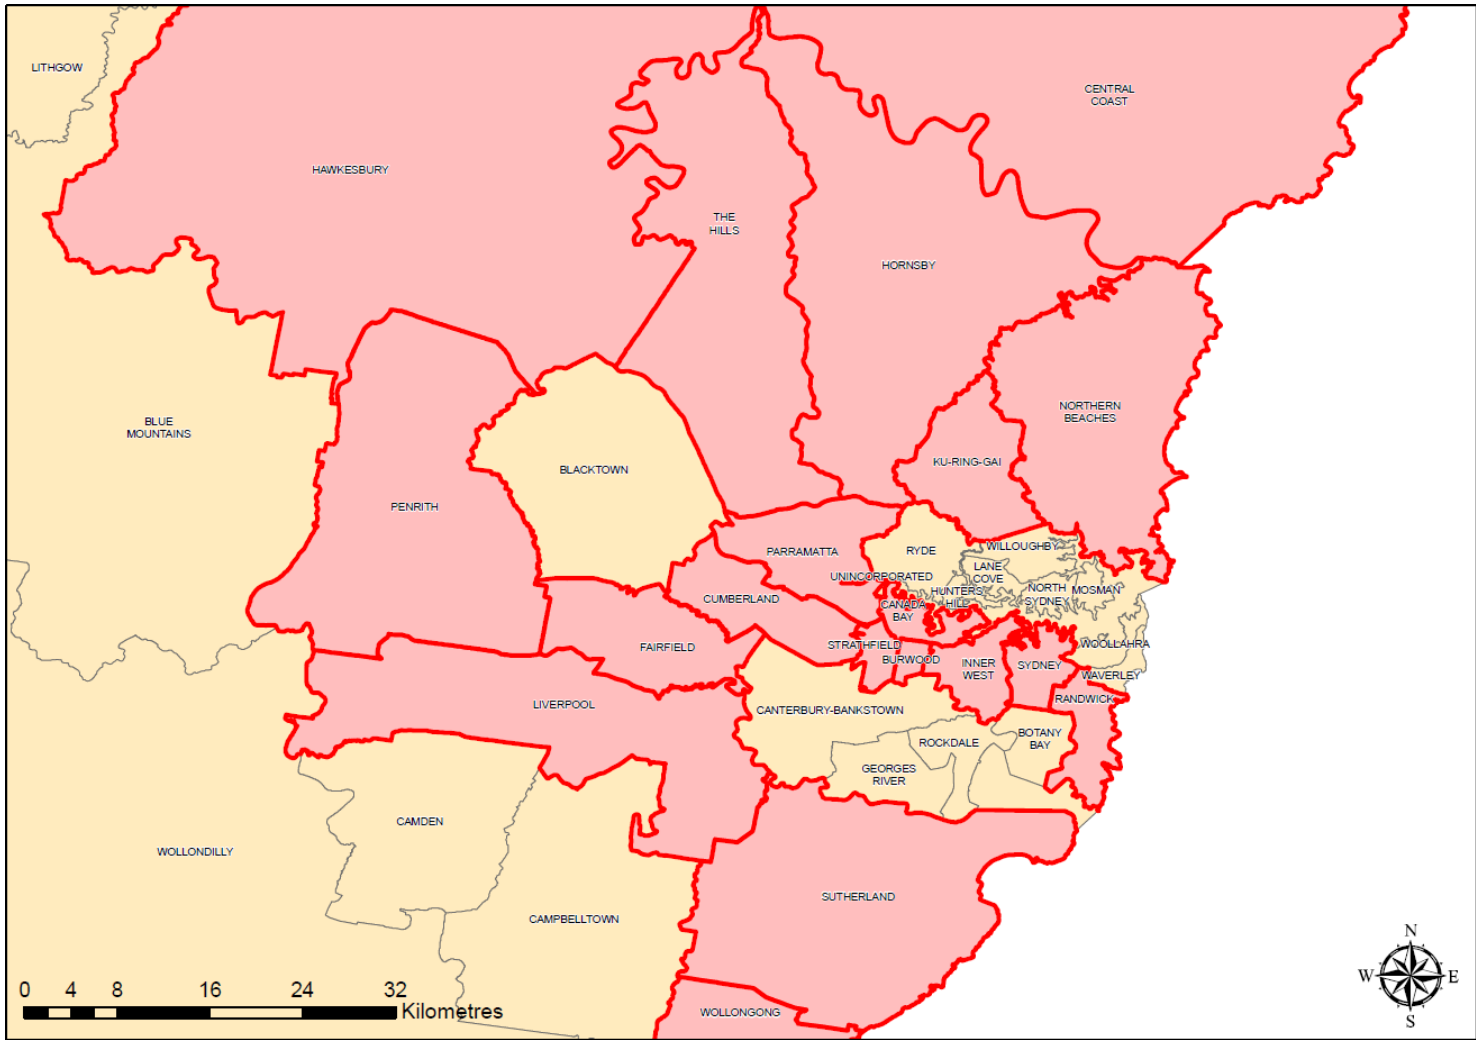 LITHGOW
CENTRAL
COAST
HAWKESBURY
THE
HILLS
HORNSBY
NORTHERN
BEACHES
BLUE
MOUNTAINS
KU-RING-GAI
BLACKTOWN
PENRITH
WILLOUGHBY
RYDE
PARRAMATTA
LANE
COVE
UNINCORPORATED
HUNTERS
HILL
NORTH
SYDNEY
MOSMAN
CUMBERLAND
CANADA
BAY
WOOLLAHRA
STRATHFIELD
FAIRFIELD
BURWOOD
INNER
WEST
SYDNEY
WAVERLEY
RANDWICK
LIVERPOOL
CANTERBURY-BANKSTOWN
BOTANY
BAY
ROCKDALE
GEORGES
RIVER
CAMDEN
WOLLONDILLY
SUTHERLAND
CAMPBELLTOWN
WOLLONGONG
0 4 8 16 24 32
Kilometres
N
W E
S